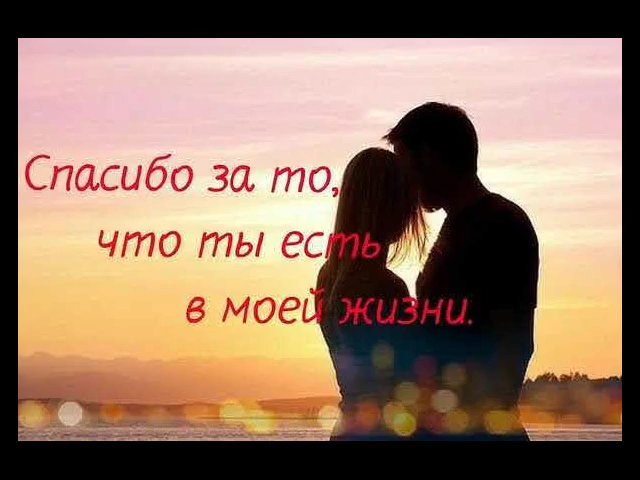 Спасибо за то,
что ты есть
в моей жизни.